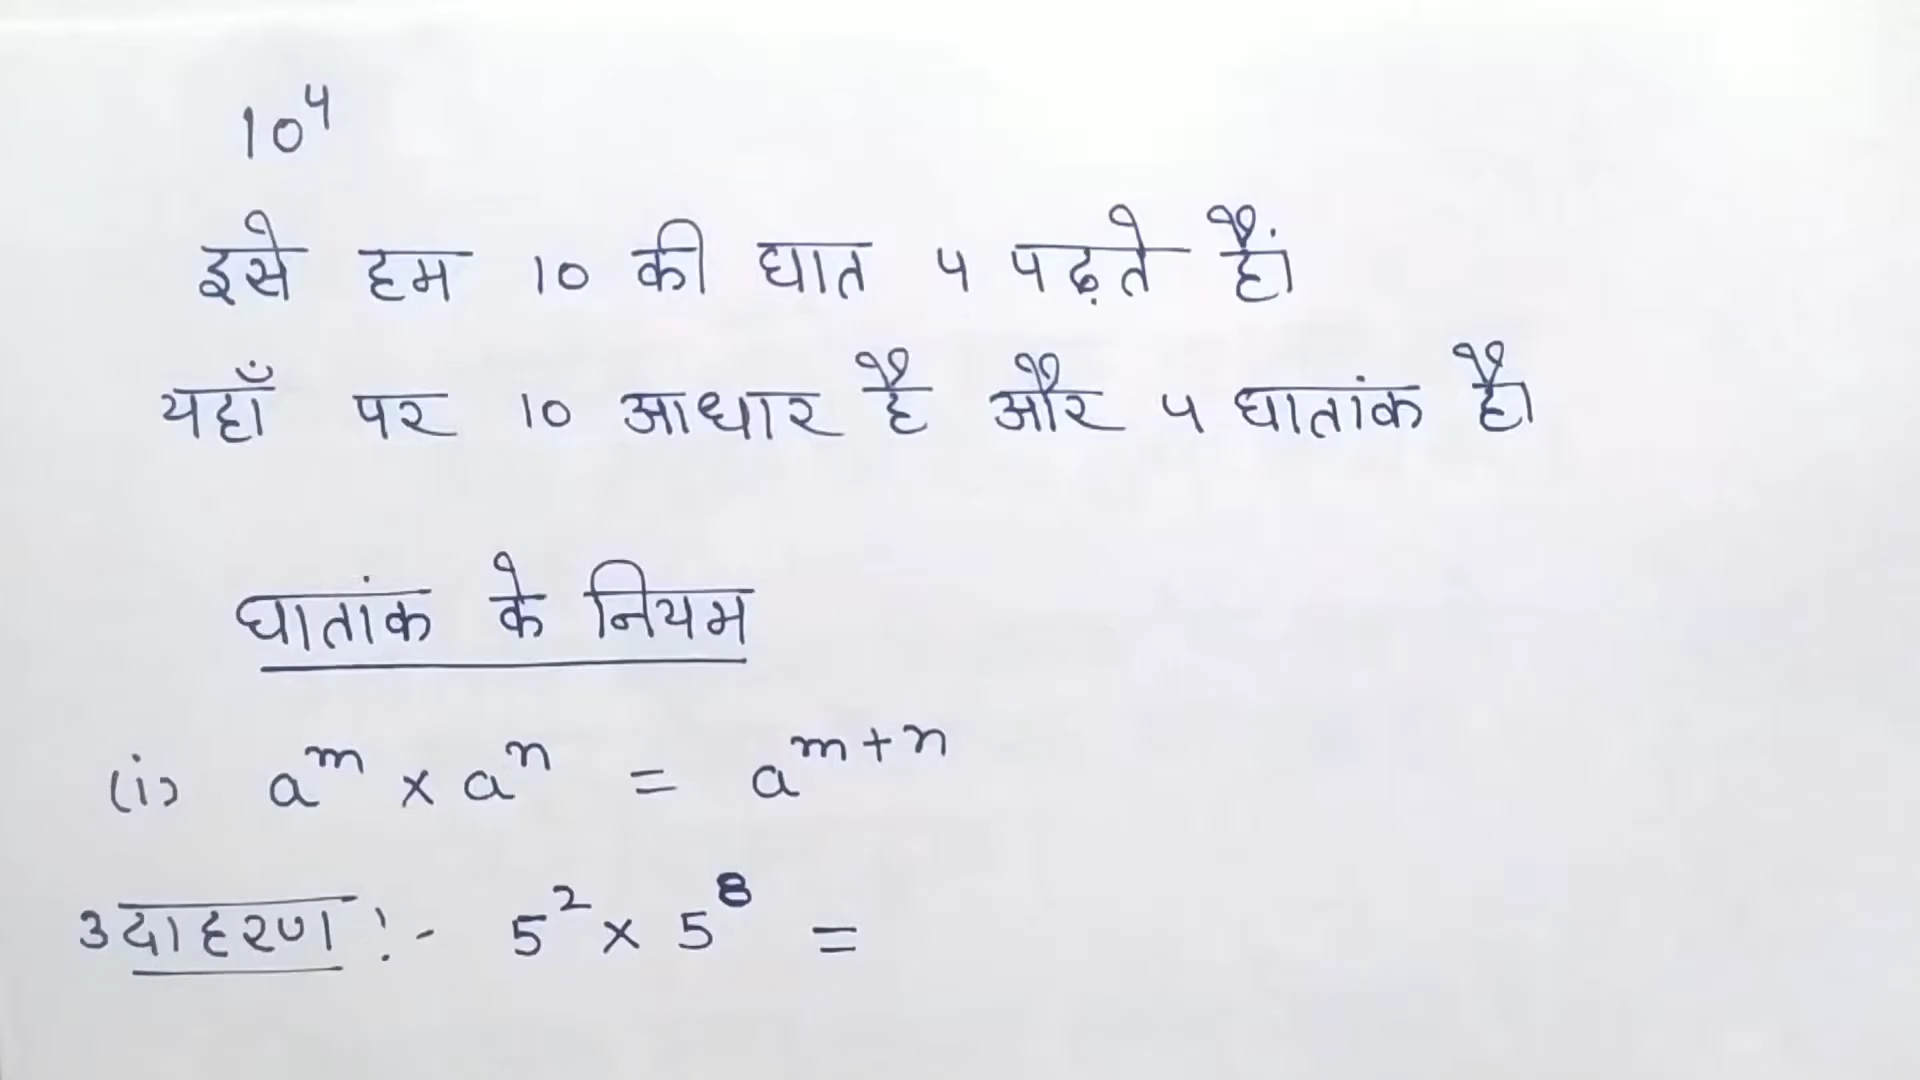 10⁴
इसे हम 10 की घात 4 पढ़ते हैं।
यहाँ पर 10 आधार है और 4 घातांक है।
घातांक के नियम
(i) aᵐ × aⁿ = aᵐ⁺ⁿ
उदाहरण :- 5² × 5⁸ =